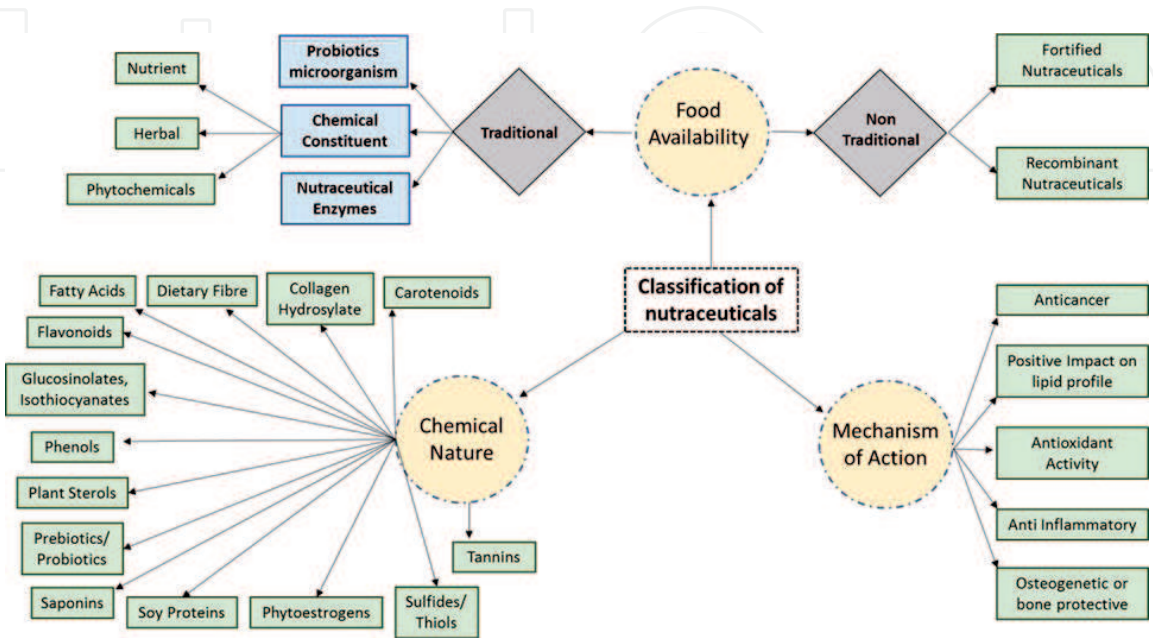 Nutrient
Herbal
Phytochemicals
Probiotics
microorganism
Chemical
Constituent
Nutraceutical
Enzymes
Traditional
Food
Availability
Non
Traditional
Fortified
Nutraceuticals
Recombinant
Nutraceuticals
Classification of
nutraceuticals
Fatty Acids
Dietary Fibre
Collagen
Hydrosylate
Carotenoids
Flavonoids
Glucosinolates,
Isothiocyanates
Phenols
Plant Sterols
Prebiotics/
Probiotics
Saponins
Soy Proteins
Phytoestrogens
Sulfides/
Thiols
Tannins
Chemical
Nature
Mechanism
of Action
Anticancer
Positive Impact on
lipid profile
Antioxidant
Activity
Anti Inflammatory
Osteogenetic or
bone protective